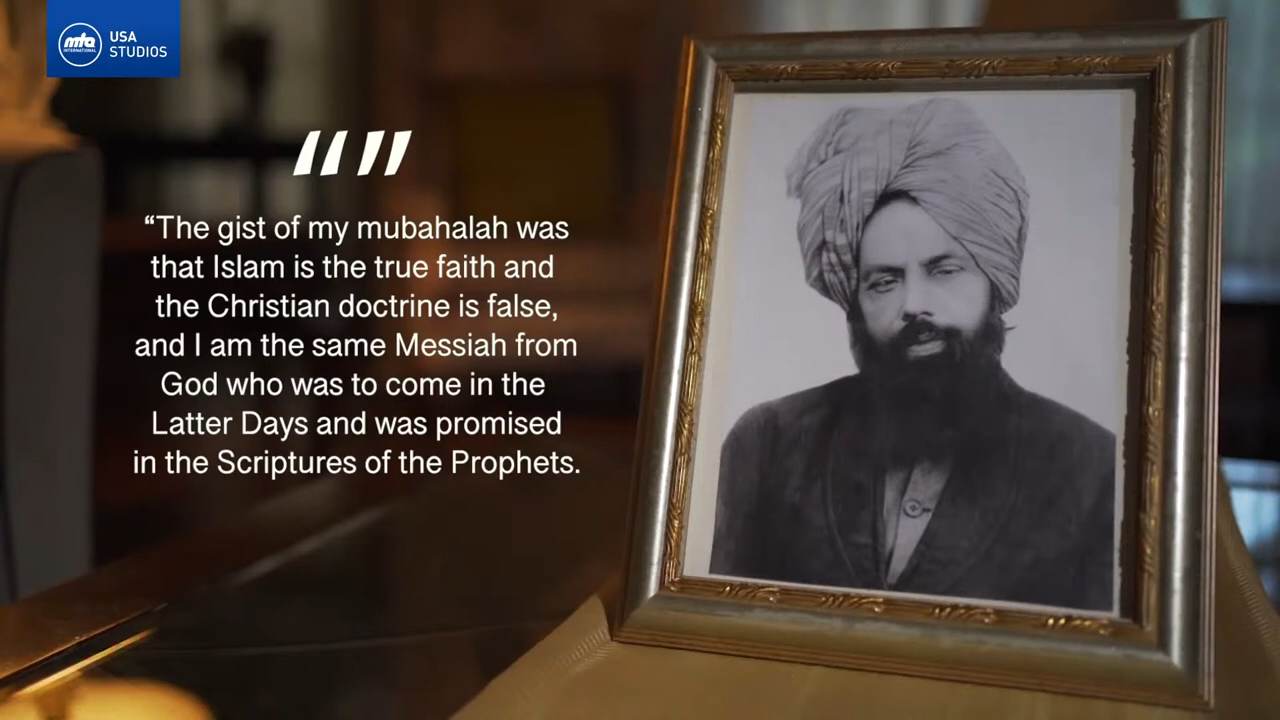 mta
INTERNATIONAL
USA
STUDIOS
“The gist of my mubahalah was
that Islam is the true faith and
the Christian doctrine is false,
and I am the same Messiah from
God who was to come in the
Latter Days and was promised
in the Scriptures of the Prophets.